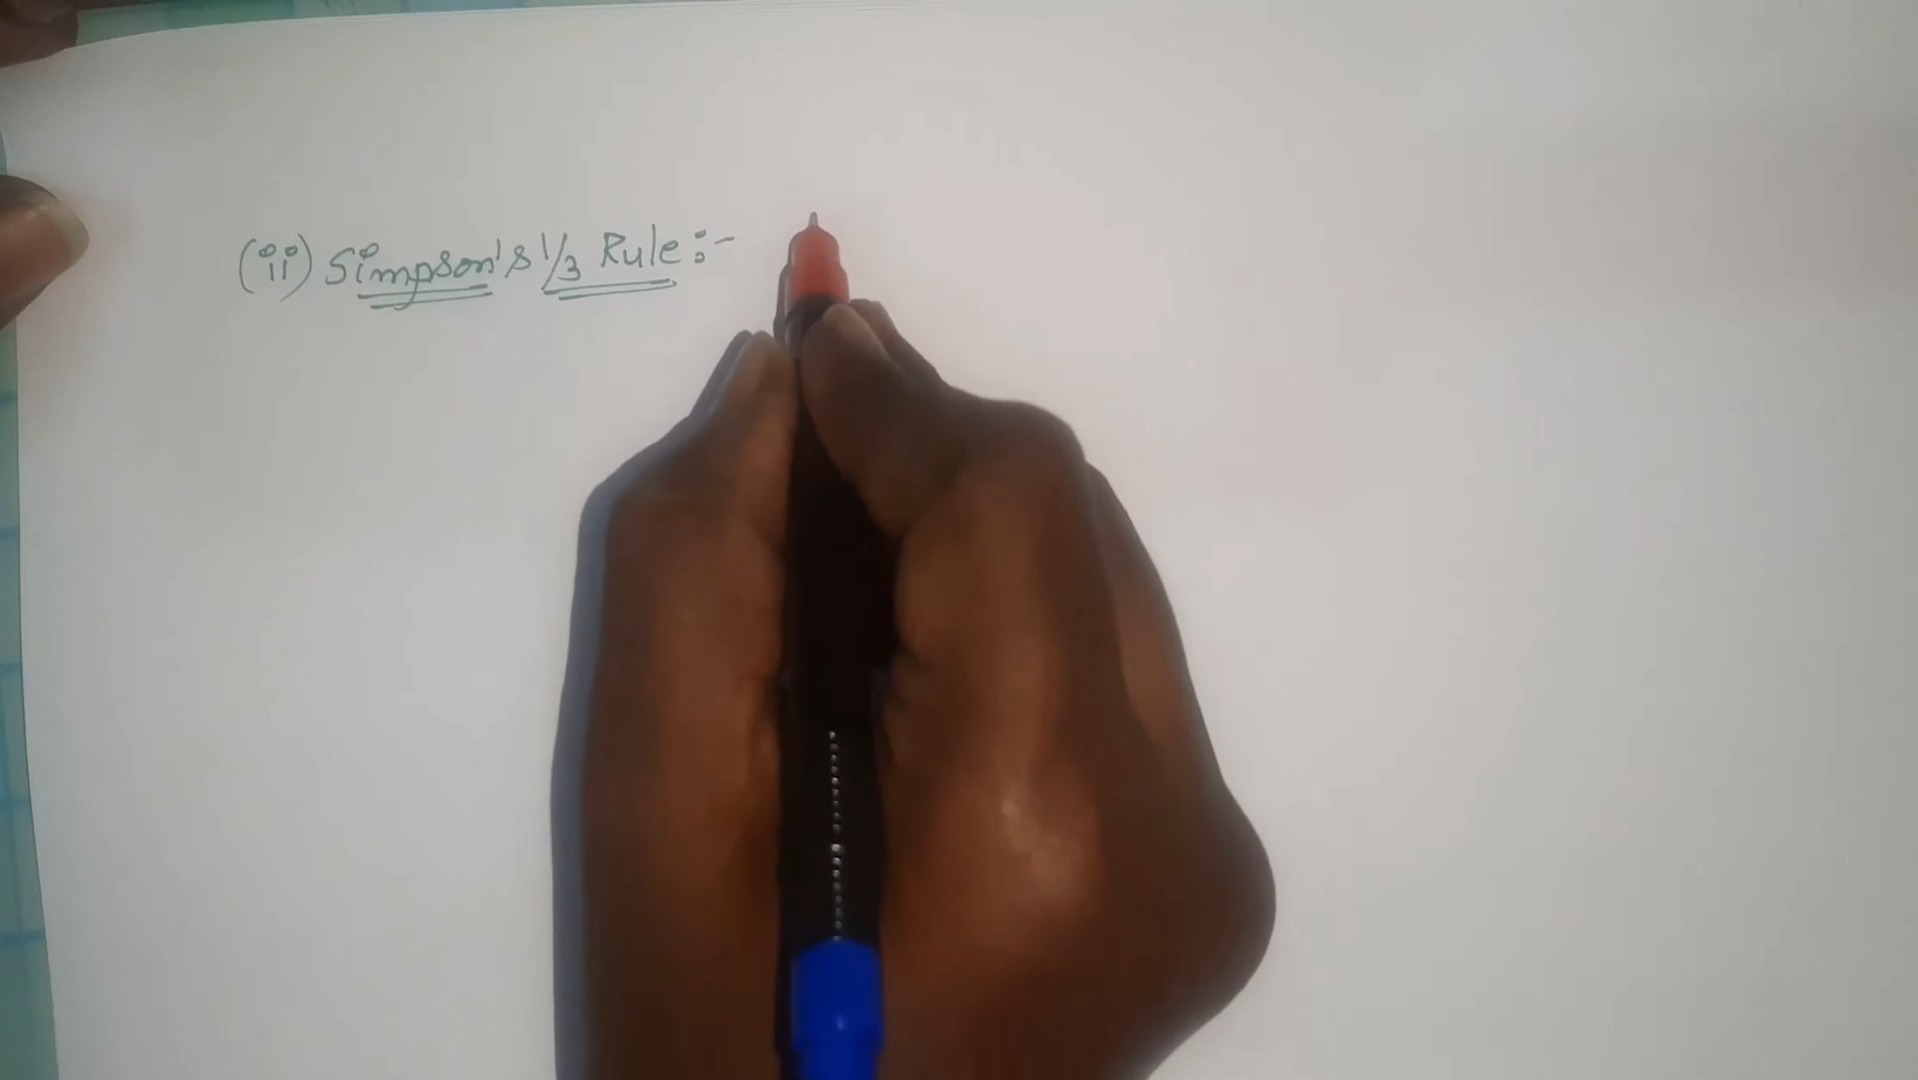 (ii) Simpson's 1/3 Rule :-